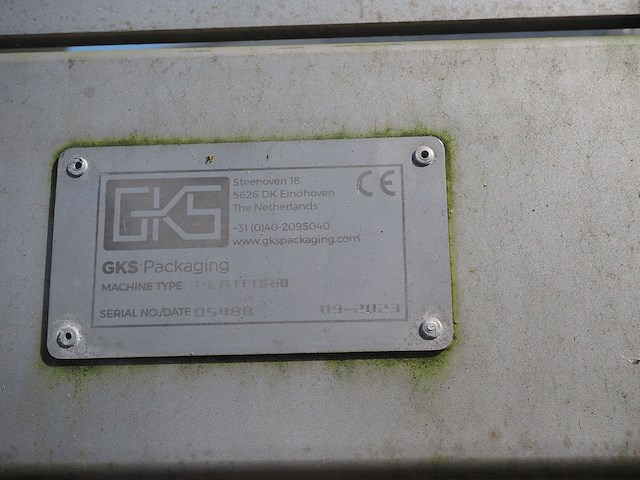 GKS
Steenoven 18
5626 DK Eindhoven
The Netherlands
+31 (0)40-2095040
www.gkspackaging.com
CE
GKS Packaging
MACHINE TYPE PLATFORM
SERIAL NO./DATE 05488 09-2023